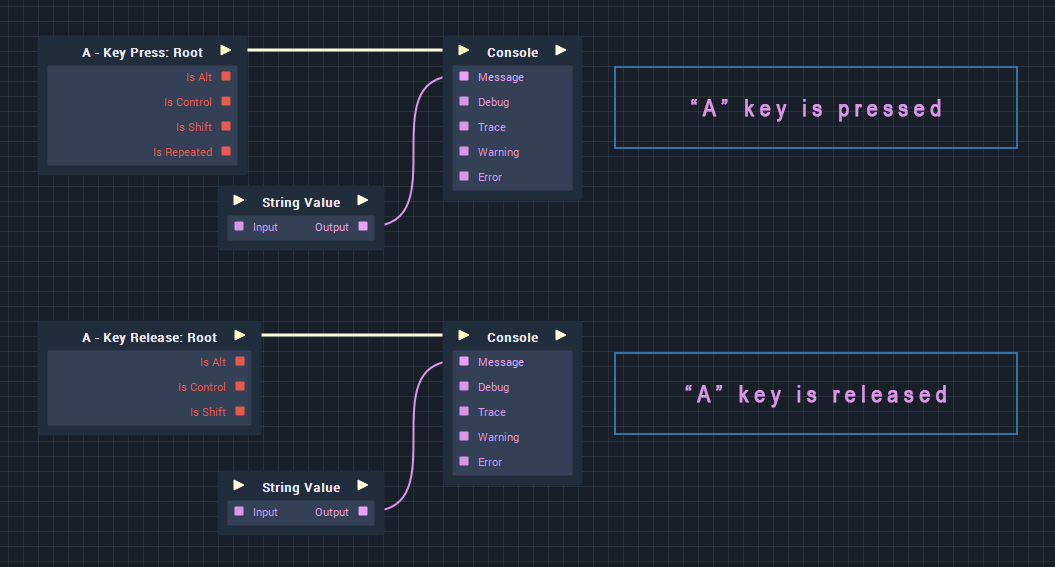 A - Key Press: Root
Is Alt
Is Control
Is Shift
Is Repeated
String Value
Input Output
Console
Message
Debug
Trace
Warning
Error
“A” key is pressed
A - Key Release: Root
Is Alt
Is Control
Is Shift
String Value
Input Output
Console
Message
Debug
Trace
Warning
Error
“A” key is released